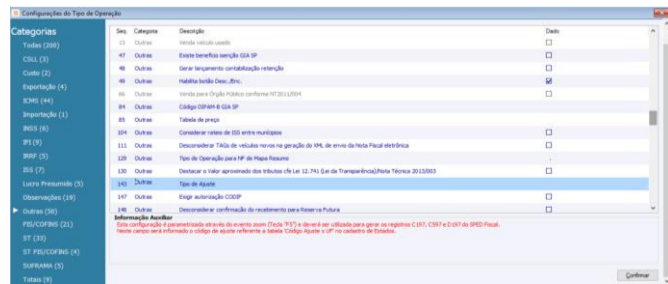 Configurações do Tipo de Operação
Categorias
Todas (200)
CSLL (3)
Custo (2)
Exportação (4)
ICMS (44)
Importação (1)
INSS (6)
IPI (9)
IRRF (5)
ISS (7)
Lucro Presumido (5)
Observações (19)
Outras (50)
PIS/COFINS (21)
ST (33)
ST PIS/COFINS (4)
SUFRAMA (5)
Totais (9)
Seq. Categoria Descrição Dado
13 Outras Venda veículo usado
47 Outras Existe benefício isenção GIA SP
48 Outras Gerar lançamento contabilização retenção
49 Outras Habilita botão Desc./Enc.
66 Outras Venda para Órgão Público conforme NT2011/004
84 Outras Código DIPAM-B GIA SP
85 Outras Tabela de preço
104 Outras Considerar rateio de ISS entre municípios
111 Outras Desconsiderar TAGs de veículos novos na geração do XML de envio da Nota Fiscal eletrônica
129 Outras Tipo de Operação para NF de Mapa Resumo
130 Outras Destacar o Valor aproximado dos tributos cfe Lei 12.741 (Lei da Transparência)/Nota Técnica 2013/003
143 Outras Tipo de Ajuste
147 Outras Exigir autorização CODIF
148 Outras Desconsiderar confirmação do recebimento para Reserva Futura
Informação Auxiliar
Esta configuração é parametrizada através do evento zoom (Tecla 'F5') e deverá ser utilizada para gerar os registros C197, C597 e D197 do SPED Fiscal.
Neste campo será informado o código de ajuste referente a tabela 'Código Ajuste x UF' no cadastro de Estados.
Confirmar